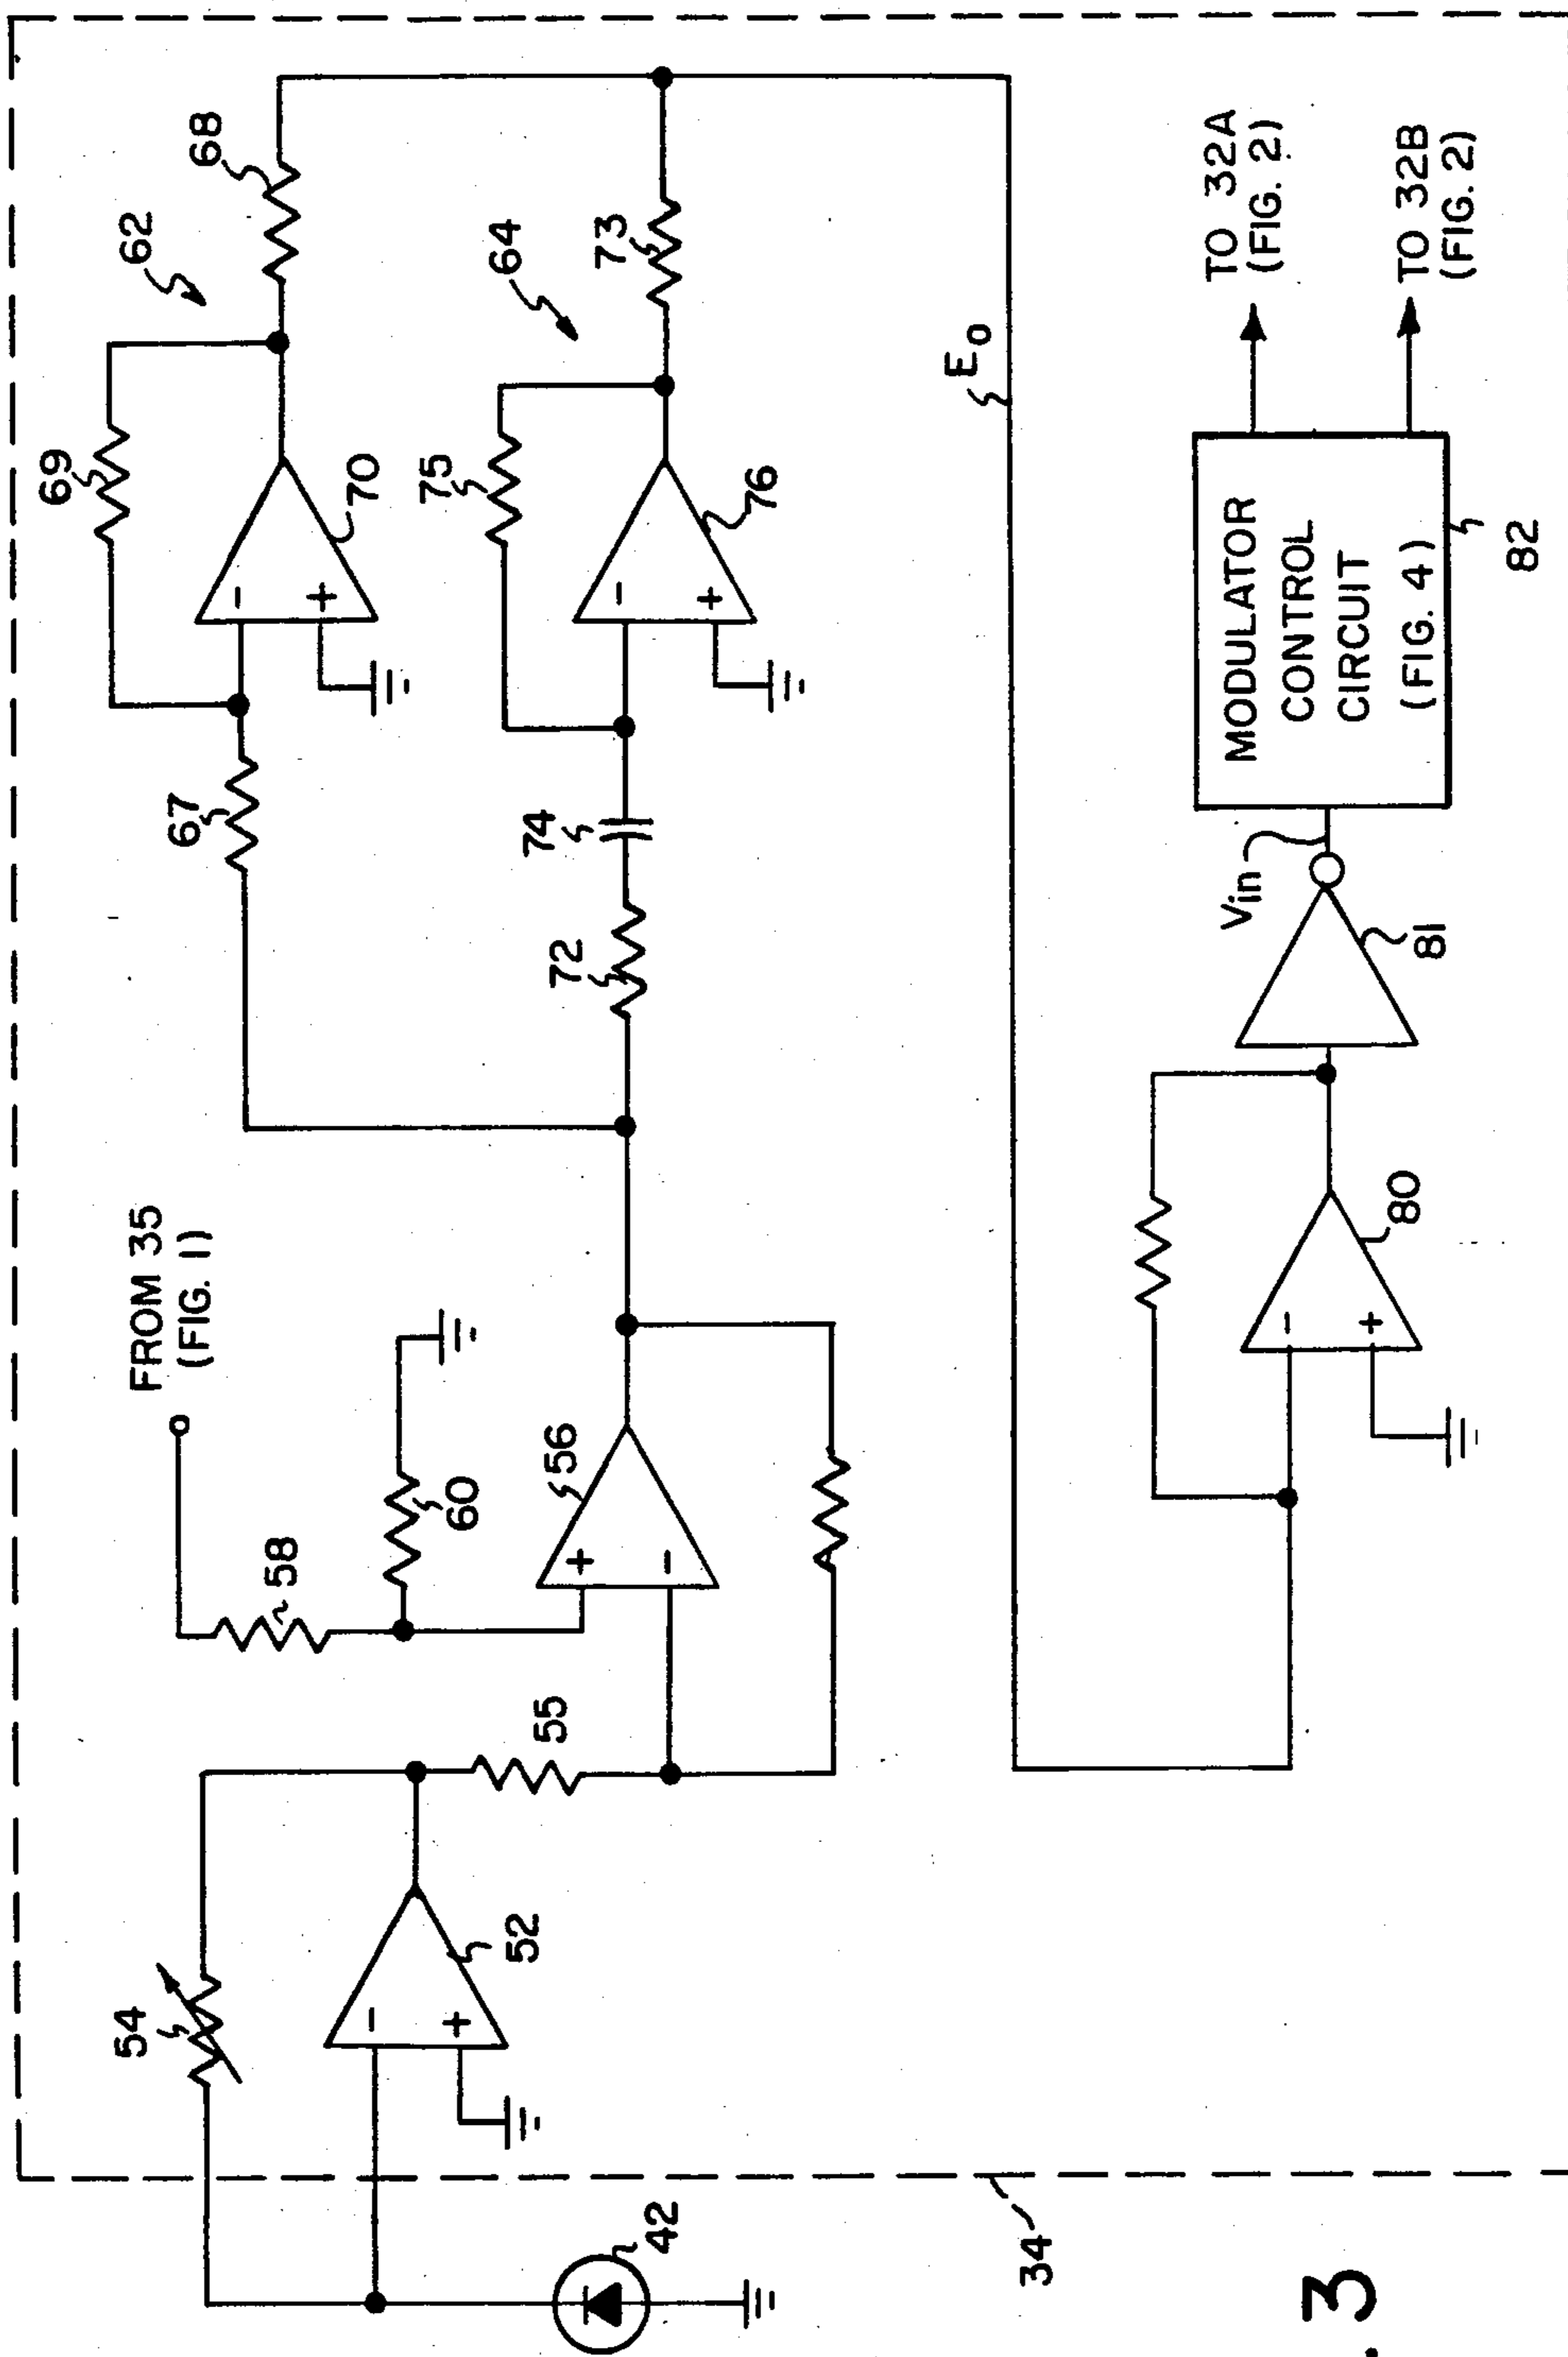 62
68
69
70
67
64
73
75
76
74
72
-
+
-
+
FROM 35
(FIG. 1)
58
60
56
+
-
55
54
52
-
+
42
34
Eo
80
-
+
81
Vin
MODULATOR
CONTROL
CIRCUIT
(FIG. 4)
82
TO 32A
(FIG. 2)
TO 32B
(FIG. 2)
. 3